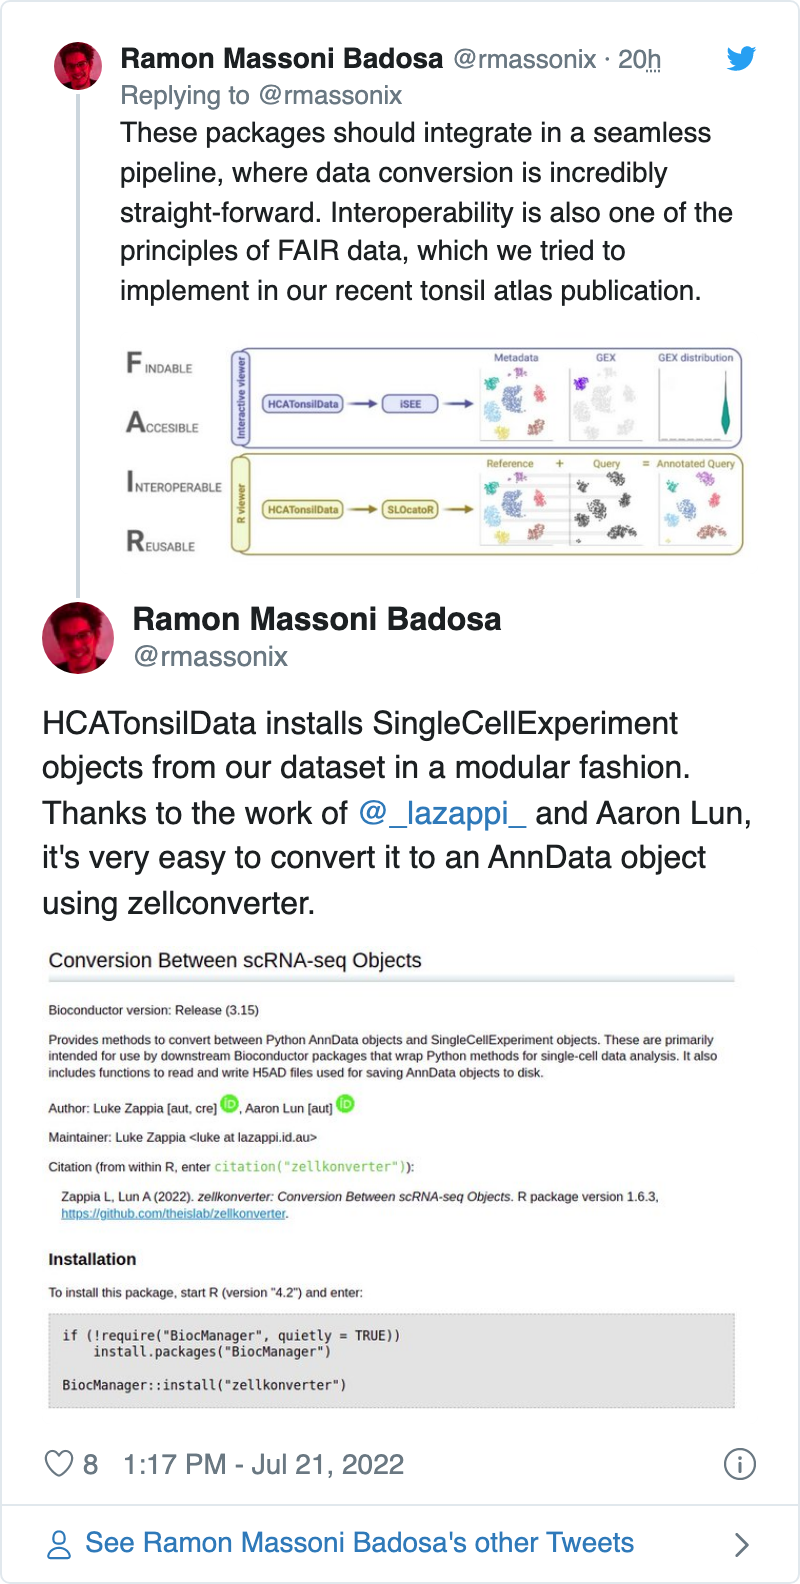 Ramon Massoni Badosa @rmassonix · 20h
Replying to @rmassonix
These packages should integrate in a seamless
pipeline, where data conversion is incredibly
straight-forward. Interoperability is also one of the
principles of FAIR data, which we tried to
implement in our recent tonsil atlas publication.
FINDABLE
ACCESIBLE
INTEROPERABLE
REUSABLE
Interactive viewer
HCATonsilData
iSEE
Metadata
GEX
GEX distribution
R viewer
HCATonsilData
SLOcatoR
Reference + Query = Annotated Query
Ramon Massoni Badosa
@rmassonix
HCATonsilData installs SingleCellExperiment
objects from our dataset in a modular fashion.
Thanks to the work of @_lazappi_ and Aaron Lun,
it's very easy to convert it to an AnnData object
using zellconverter.
Conversion Between scRNA-seq Objects
Bioconductor version: Release (3.15)
Provides methods to convert between Python AnnData objects and SingleCellExperiment objects. These are primarily
intended for use by downstream Bioconductor packages that wrap Python methods for single-cell data analysis. It also
includes functions to read and write H5AD files used for saving AnnData objects to disk.
Author: Luke Zappia [aut, cre] iD, Aaron Lun [aut] iD
Maintainer: Luke Zappia <luke at lazappi.id.au>
Citation (from within R, enter citation("zellkonverter")):
Zappia L, Lun A (2022). zellkonverter: Conversion Between scRNA-seq Objects. R package version 1.6.3,
https://github.com/theislab/zellkonverter.
Installation
To install this package, start R (version "4.2") and enter:
if (!require("BiocManager", quietly = TRUE))
    install.packages("BiocManager")
BiocManager::install("zellkonverter")
8 1:17 PM - Jul 21, 2022
See Ramon Massoni Badosa's other Tweets